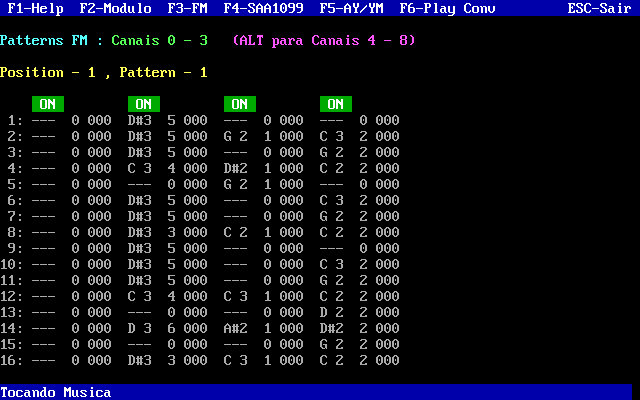 F1-Help  F2-Modulo  F3-FM  F4-SAA1099  F5-AY/YM  F6-Play Conv         ESC-Sair
Patterns FM : Canais 0 - 3   (ALT para Canais 4 - 8)
Position - 1 , Pattern - 1
     ON          ON          ON          ON
 1: ---  0 000  D#3  5 000  ---  0 000  ---  0 000
 2: ---  0 000  D#3  5 000  G 2  1 000  C 3  2 000
 3: ---  0 000  D#3  5 000  ---  0 000  G 2  2 000
 4: ---  0 000  C 3  4 000  D#2  1 000  C 2  2 000
 5: ---  0 000  ---  0 000  G 2  1 000  ---  0 000
 6: ---  0 000  D#3  5 000  ---  0 000  C 3  2 000
 7: ---  0 000  D#3  5 000  ---  0 000  G 2  2 000
 8: ---  0 000  D#3  3 000  C 2  1 000  C 2  2 000
 9: ---  0 000  D#3  5 000  ---  0 000  ---  0 000
10: ---  0 000  D#3  5 000  ---  0 000  C 3  2 000
11: ---  0 000  D#3  5 000  ---  0 000  G 2  2 000
12: ---  0 000  C 3  4 000  C 3  1 000  C 2  2 000
13: ---  0 000  ---  0 000  ---  0 000  D 2  2 000
14: ---  0 000  D 3  6 000  A#2  1 000  D#2  2 000
15: ---  0 000  ---  0 000  ---  0 000  G 2  2 000
16: ---  0 000  D#3  3 000  C 3  1 000  C 2  2 000
Tocando Musica